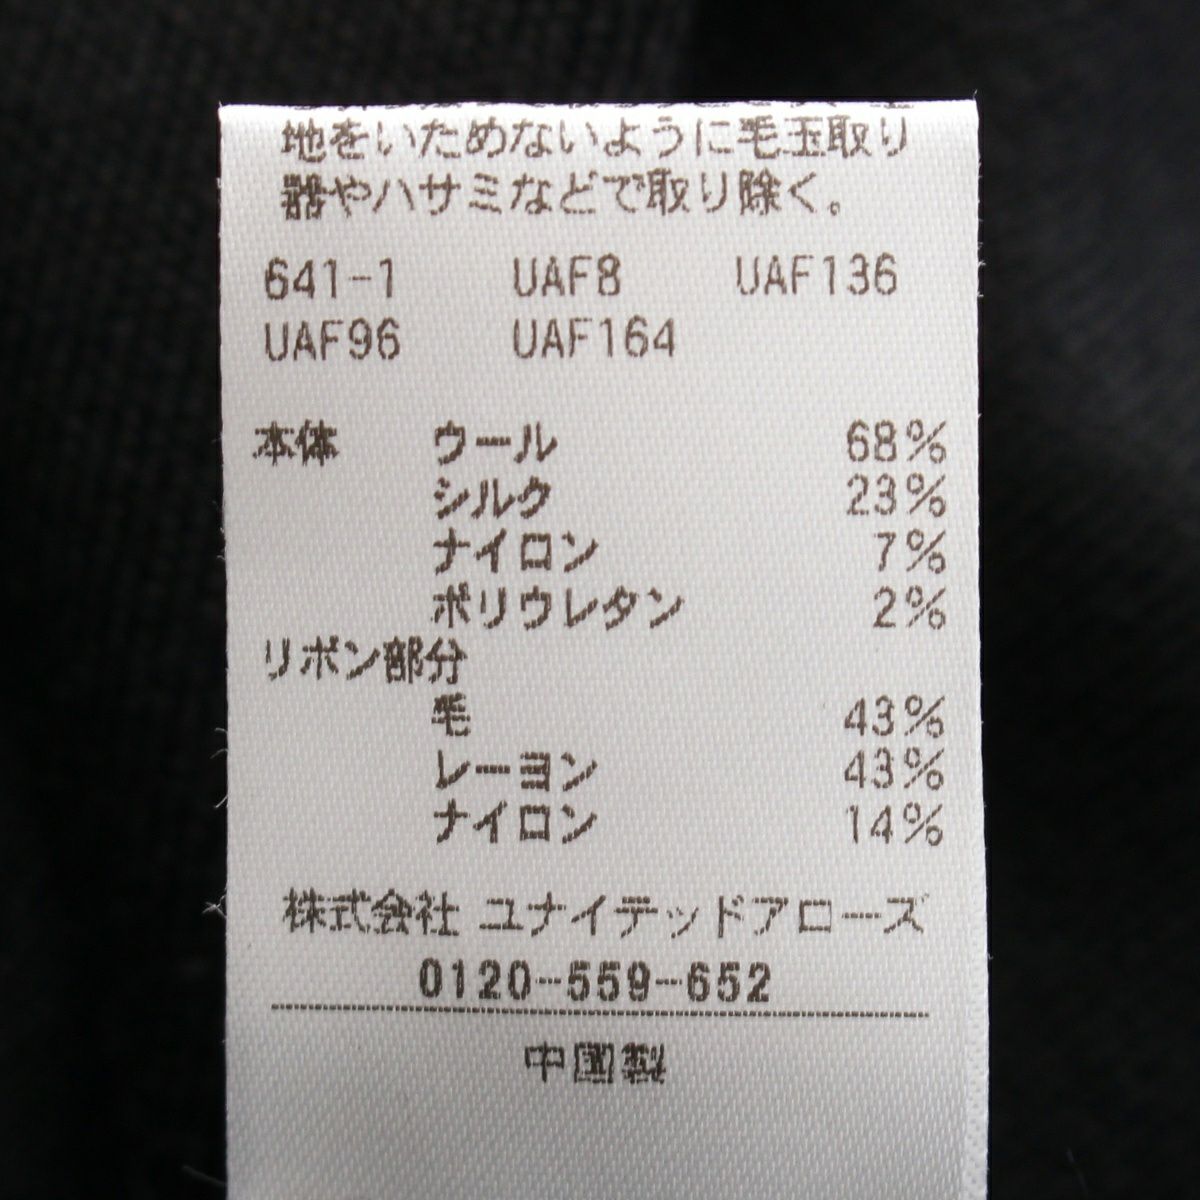 地をいためないように毛玉取り
器やハサミなどで取り除く。
641-1 UAF8 UAF136
UAF96 UAF164
本体 ウール 68%
シルク 23%
ナイロン 7%
ポリウレタン 2%
リボン部分
毛 43%
レーヨン 43%
ナイロン 14%
株式会社 ユナイテッドアローズ
0120-559-652
中国製